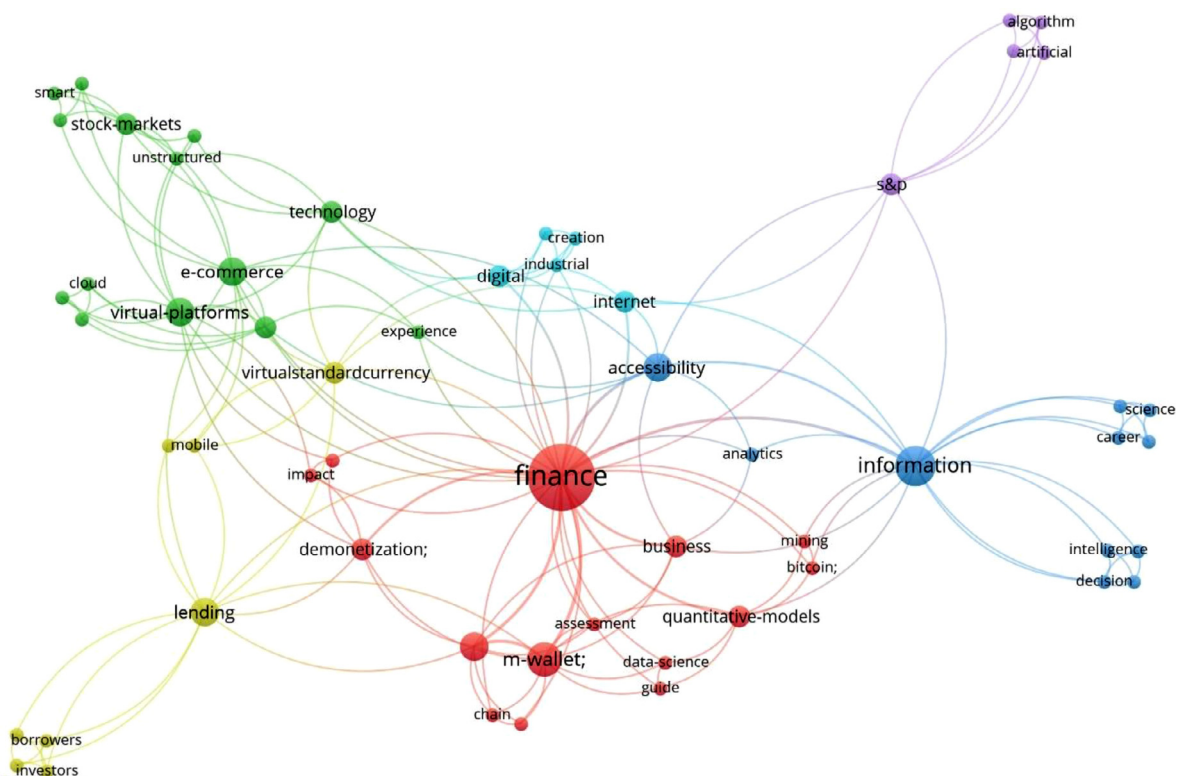 algorithm
artificial
smart
stock-markets
unstructured
s&p
technology
creation
digital
industrial
e-commerce
cloud
internet
virtual-platforms
experience
accessibility
virtualstandardcurrency
science
career
mobile
analytics
information
impact
finance
demonetization;
business
mining
intelligence
bitcoin;
decision
lending
assessment
quantitative-models
m-wallet;
data-science
guide
chain
borrowers
investors